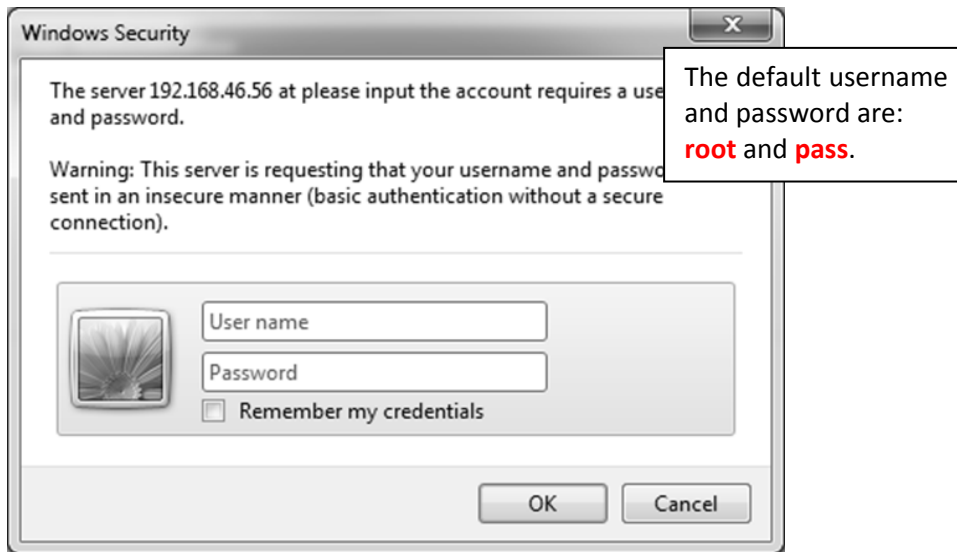 Windows Security
The server 192.168.46.56 at please input the account requires a use
and password.
Warning: This server is requesting that your username and passwo
sent in an insecure manner (basic authentication without a secure
connection).
The default username
and password are:
root and pass.
User name
Password
Remember my credentials
OK
Cancel